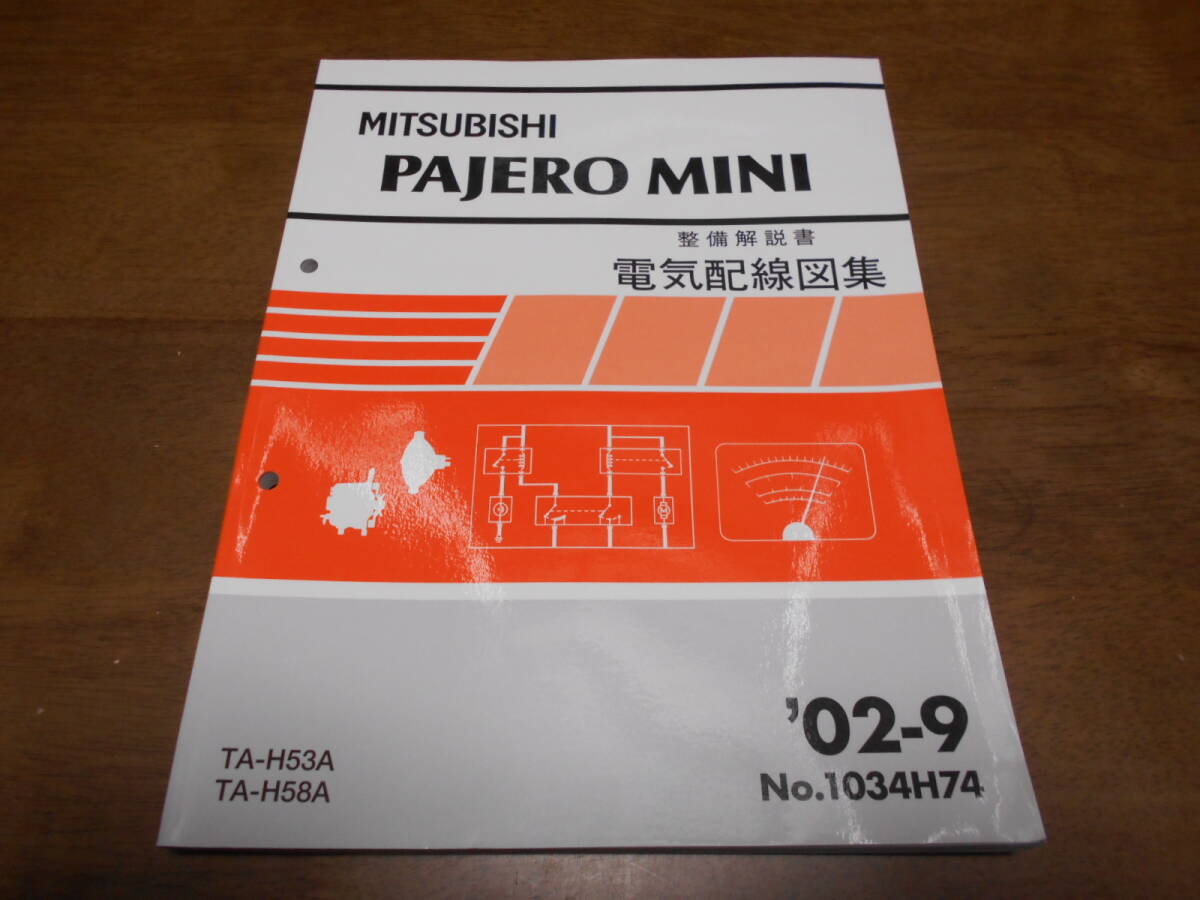 MITSUBISHI
PAJERO MINI
整備解説書
電気配線図集
M
TA-H53A
TA-H58A
'02-9
No.1034H74